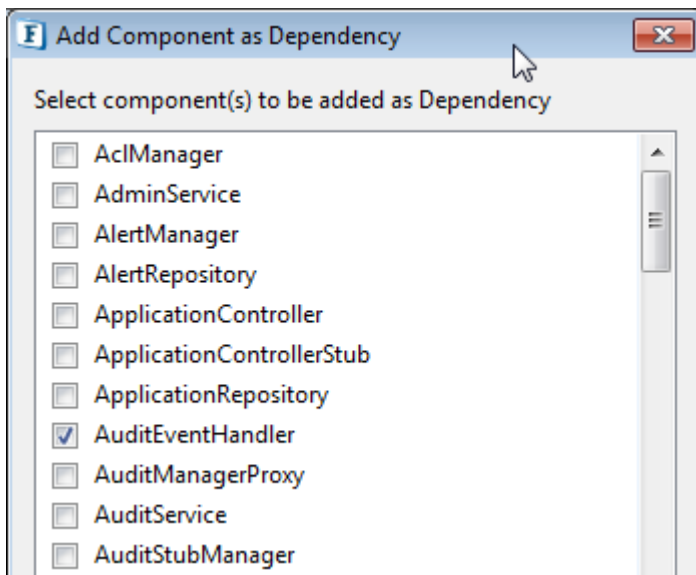 F Add Component as Dependency
Select component(s) to be added as Dependency
AclManager
AdminService
AlertManager
AlertRepository
ApplicationController
ApplicationControllerStub
ApplicationRepository
AuditEventHandler
AuditManagerProxy
AuditService
AuditStubManager